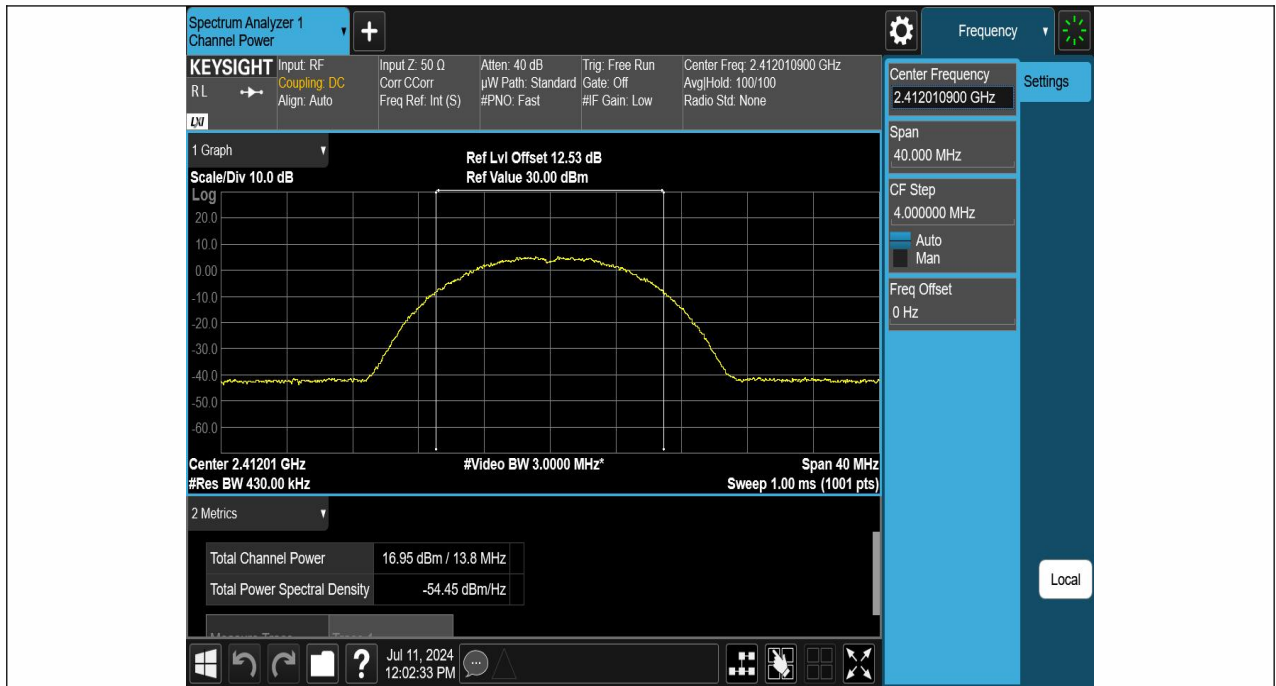 Spectrum Analyzer 1
Channel Power
+
Frequency
KEYSIGHT
R L
LXI
Input: RF
Coupling: DC
Align: Auto
Input Z: 50 Ω
Corr CCorr
Freq Ref: Int (S)
Atten: 40 dB
µW Path: Standard
#PNO: Fast
Trig: Free Run
Gate: Off
#IF Gain: Low
Center Freq: 2.412010900 GHz
Avg|Hold: 100/100
Radio Std: None
Center Frequency
2.412010900 GHz
Settings
Span
40.000 MHz
CF Step
4.000000 MHz
Auto
Man
Freq Offset
0 Hz
Local
1 Graph
Ref Lvl Offset 12.53 dB
Scale/Div 10.0 dB
Ref Value 30.00 dBm
Log
20.0
10.0
0.00
-10.0
-20.0
-30.0
-40.0
-50.0
-60.0
Center 2.41201 GHz
#Video BW 3.0000 MHz*
Span 40 MHz
#Res BW 430.00 kHz
Sweep 1.00 ms (1001 pts)
2 Metrics
Total Channel Power
16.95 dBm / 13.8 MHz
Total Power Spectral Density
-54.45 dBm/Hz
?
Jul 11, 2024
12:02:33 PM